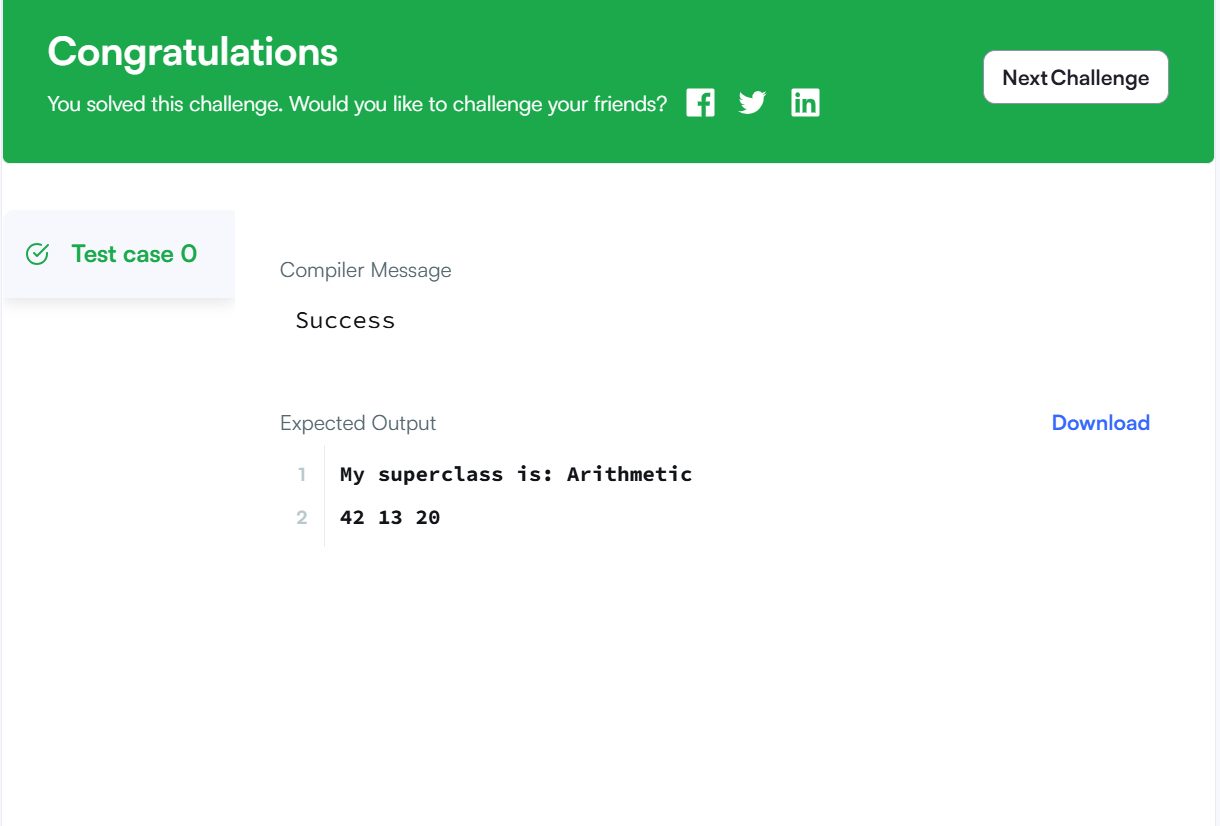 Congratulations
You solved this challenge. Would you like to challenge your friends?
Next Challenge
Test case 0
Compiler Message
Success
Expected Output
Download
1 My superclass is: Arithmetic
2 42 13 20